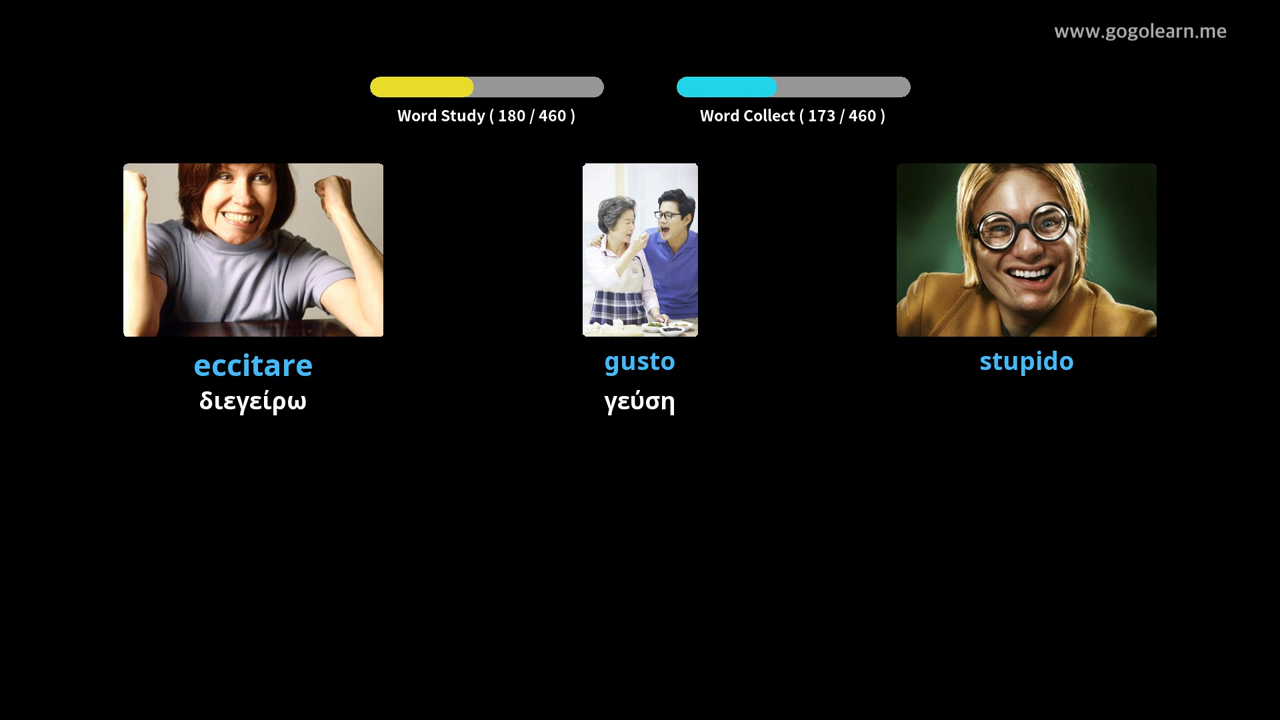 www.gogolearn.me
Word Study ( 180 / 460 )
Word Collect ( 173 / 460 )
eccitare
διεγείρω
gusto
γεύση
stupido